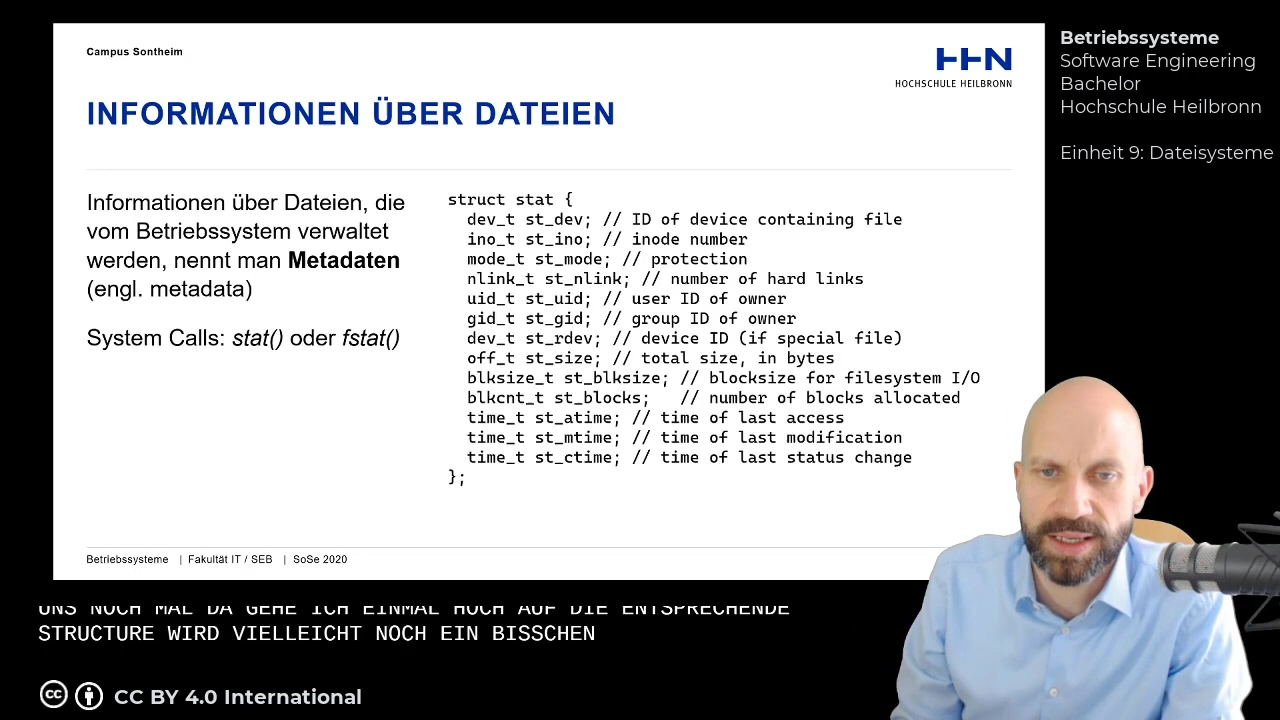 Campus Sontheim
HHN
HOCHSCHULE HEILBRONN
INFORMATIONEN ÜBER DATEIEN
Informationen über Dateien, die
vom Betriebssystem verwaltet
werden, nennt man Metadaten
(engl. metadata)
System Calls: stat() oder fstat()
struct stat {
dev_t st_dev; // ID of device containing file
ino_t st_ino; // inode number
mode_t st_mode; // protection
nlink_t st_nlink; // number of hard links
uid_t st_uid; // user ID of owner
gid_t st_gid; // group ID of owner
dev_t st_rdev; // device ID (if special file)
off_t st_size; // total size, in bytes
blksize_t st_blksize; // blocksize for filesystem I/O
blkcnt_t st_blocks;   // number of blocks allocated
time_t st_atime; // time of last access
time_t st_mtime; // time of last modification
time_t st_ctime; // time of last status change
};
Betriebssysteme | Fakultät IT / SEB | SoSe 2020
Betriebssysteme
Software Engineering
Bachelor
Hochschule Heilbronn
Einheit 9: Dateisysteme
UNS NOCH MAL DA GEHE ICH EINMAL HOCH AUF DIE ENTSPRECHENDE
STRUCTURE WIRD VIELLEICHT NOCH EIN BISSCHEN
cc CC BY 4.0 International